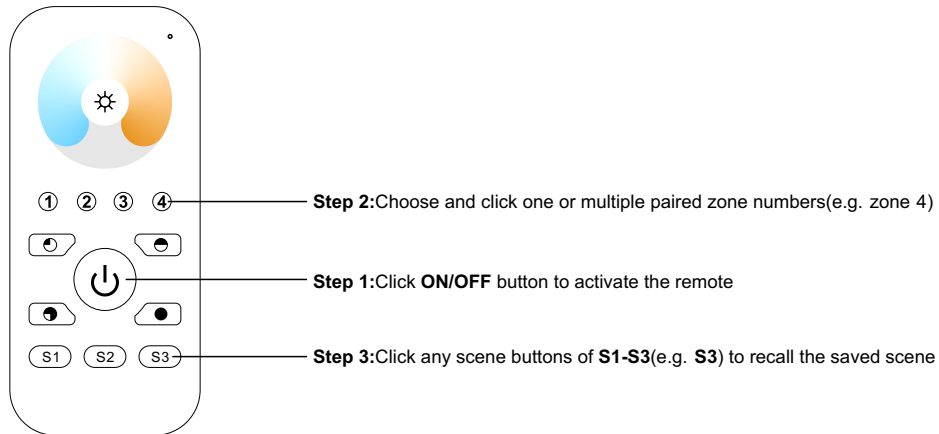 ① ② ③ ④
Step 2:Choose and click one or multiple paired zone numbers(e.g. zone 4)
Step 1:Click ON/OFF button to activate the remote
S1 S2 S3
Step 3:Click any scene buttons of S1-S3(e.g. S3) to recall the saved scene